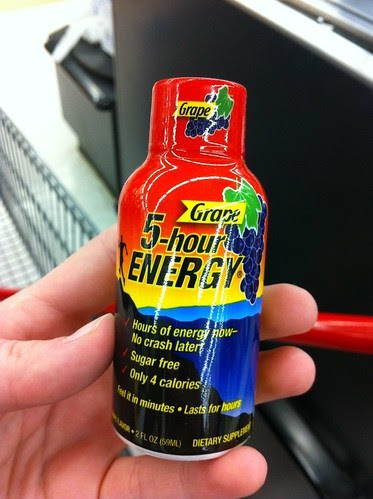 Grape
Grape
5-hour
ENERGY®
Hours of energy now–
No crash later
Sugar free
Only 4 calories
Feel it in minutes • Lasts for hours
FLAVOR • 2 FL OZ (59ML) DIETARY SUPPLEMENT